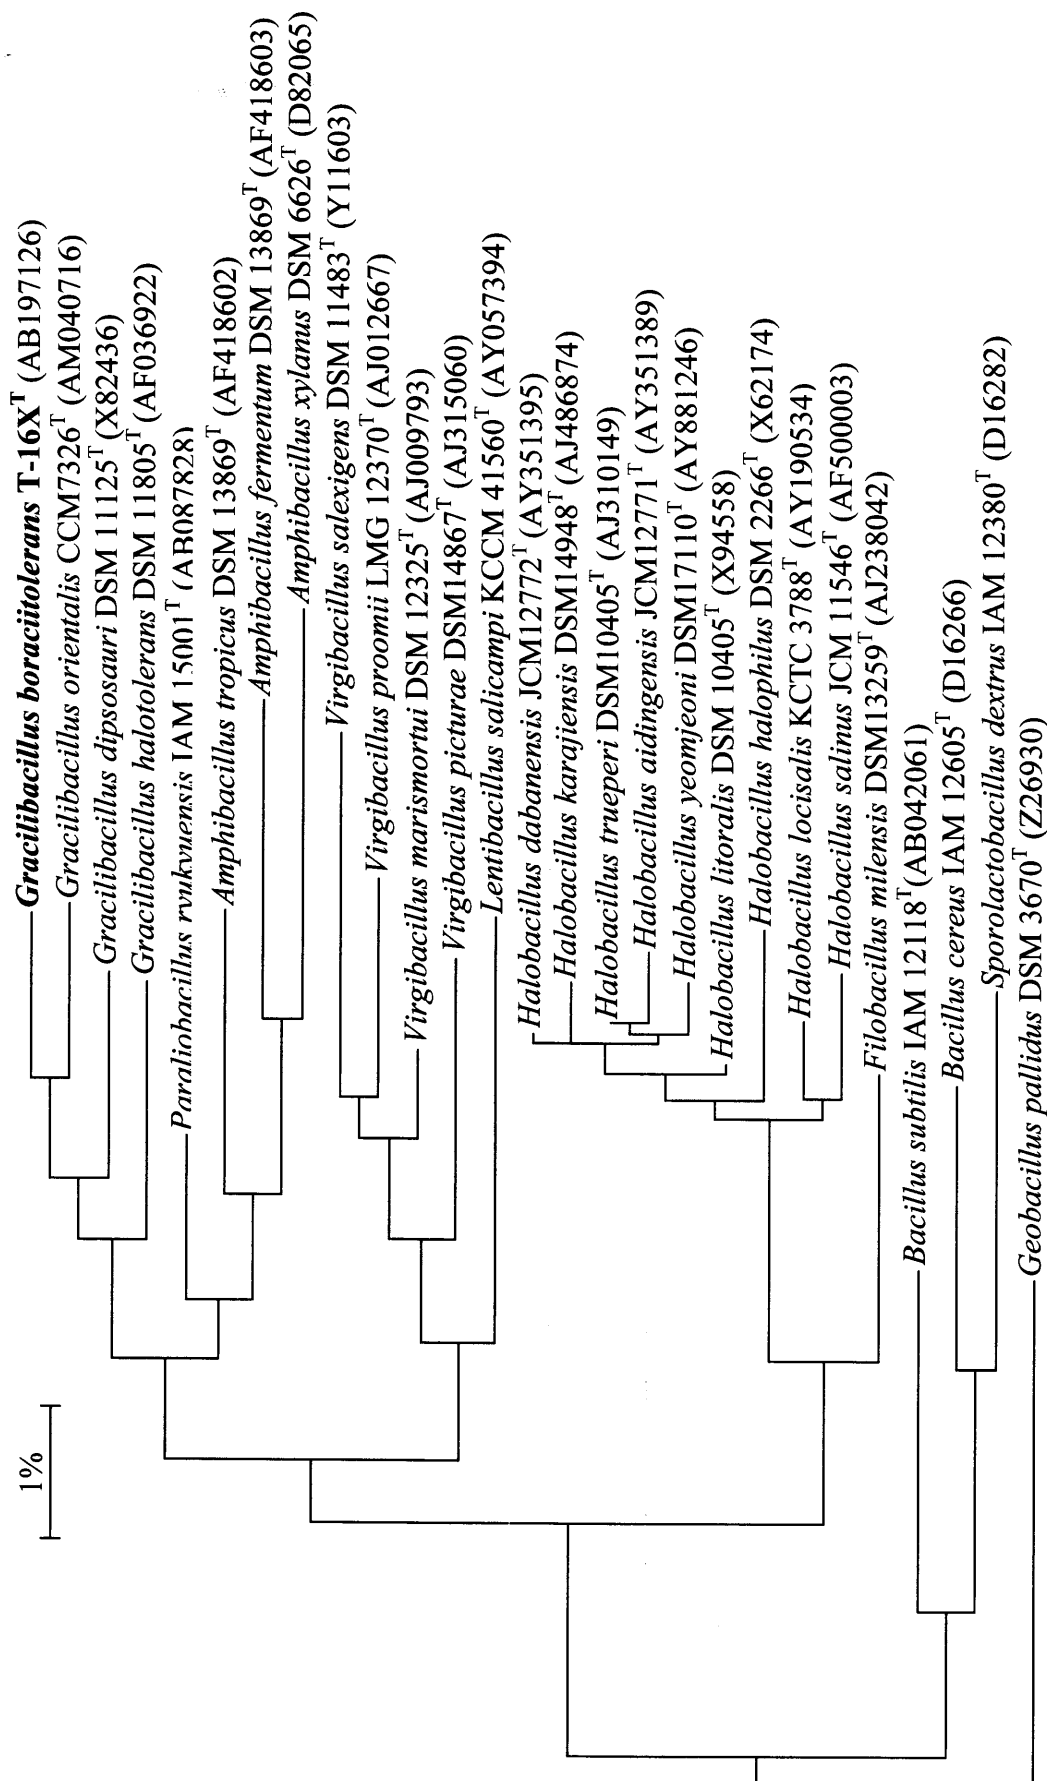 Gracilibacillus boraciitolerans T-16X^T (AB197126)
Gracilibacillus orientalis CCM7326^T (AM040716)
Gracilibacillus dipsosauri DSM 11125^T (X82436)
Gracilibacillus halotolerans DSM 11805^T (AF036922)
IAM 15001^T
Amphibacillus tropicus DSM 13869^T (AF418602)
Amphibacillus fermentum DSM 13869^T (AF418603)
Amphibacillus xylanus DSM 6626^T (D82065)
Virgibacillus salexigens DSM 11483^T (Y11603)
Virgibacillus proomii LMG 12370^T (AJ012667)
Virgibacillus marismortui DSM 12325^T (AJ009793)
Virgibacillus picturae DSM14867^T (AJ315060)
Lentibacillus salicampi KCCM 41560^T (AY057394)
Halobacillus dabanensis JCM12772^T (AY351395)
Halobacillus karajiensis DSM14948^T (AJ486874)
Halobacillus trueperi DSM10405^T (AJ310149)
Halobacillus aidingensis JCM12771^T (AY351389)
Halobacillus yeomjeoni DSM17110^T (AY881246)
Halobacillus litoralis DSM 10405^T (X94558)
Halobacillus halophilus DSM 2266^T (X62174)
Halobacillus locisalis KCTC 3788^T (AY190534)
Halobacillus salinus JCM 11546^T (AF500003)
Filobacillus milensis DSM13259^T (AJ238042)
Bacillus subtilis IAM 12118^T(AB042061)
Bacillus cereus IAM 12605^T (D16266)
Sporolactobacillus dextrus IAM 12380^T (D16282)
Geobacillus pallidus DSM 3670^T (Z26930)
1%